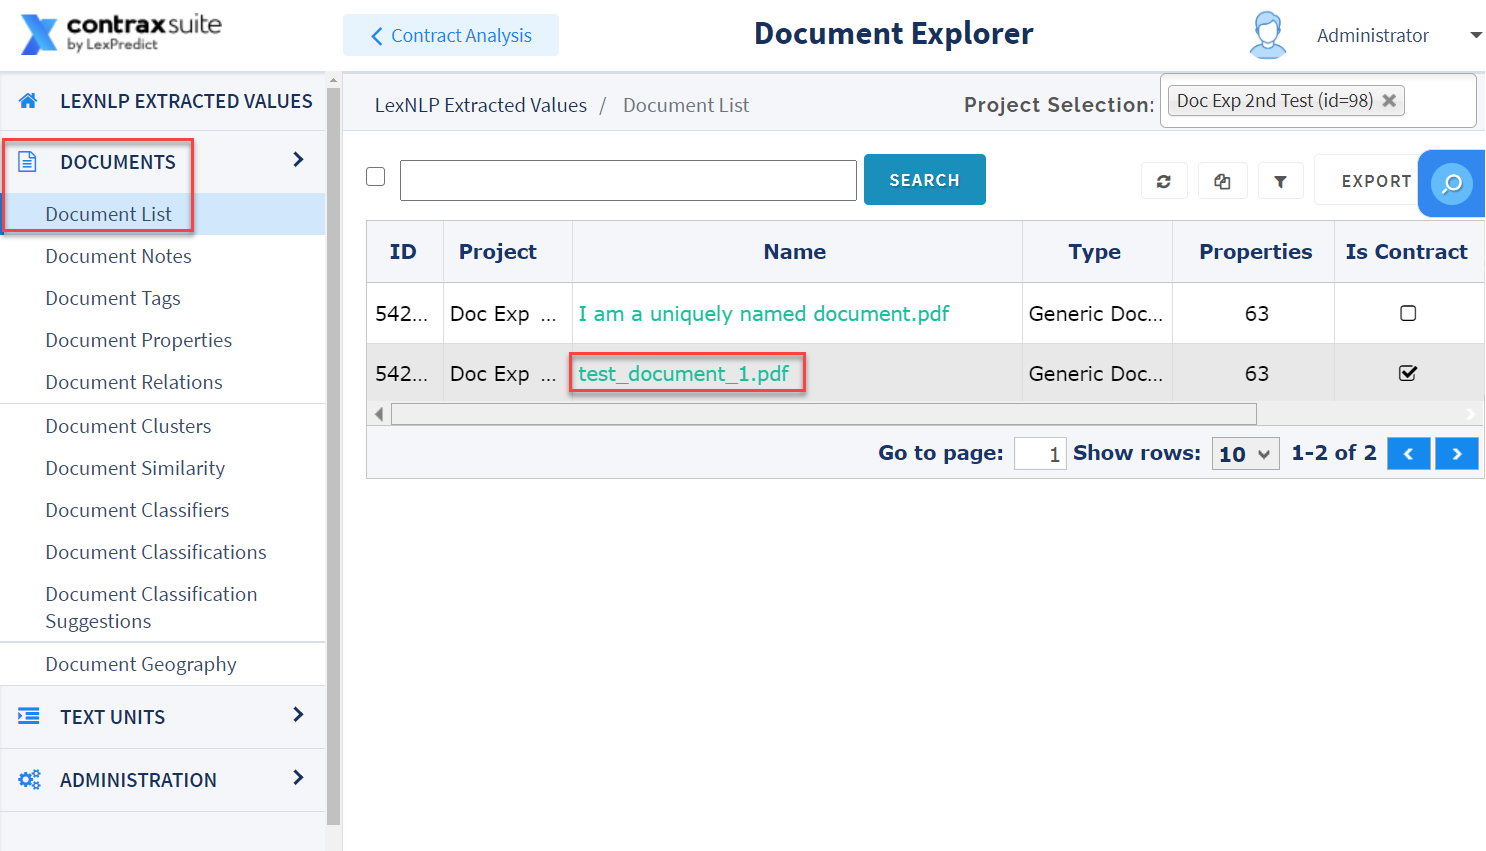 contraxsuite
by LexPredict
Contract Analysis
Document Explorer
Administrator
LEXNLP EXTRACTED VALUES
DOCUMENTS
Document List
Document Notes
Document Tags
Document Properties
Document Relations
Document Clusters
Document Similarity
Document Classifiers
Document Classifications
Document Classification
Suggestions
Document Geography
TEXT UNITS
ADMINISTRATION
LexNLP Extracted Values / Document List
Project Selection: Doc Exp 2nd Test (id=98)
SEARCH
EXPORT
ID Project Name Type Properties Is Contract
542... Doc Exp ... I am a uniquely named document.pdf Generic Doc... 63
542... Doc Exp ... test_document_1.pdf Generic Doc... 63
Go to page: 1 Show rows: 10 1-2 of 2